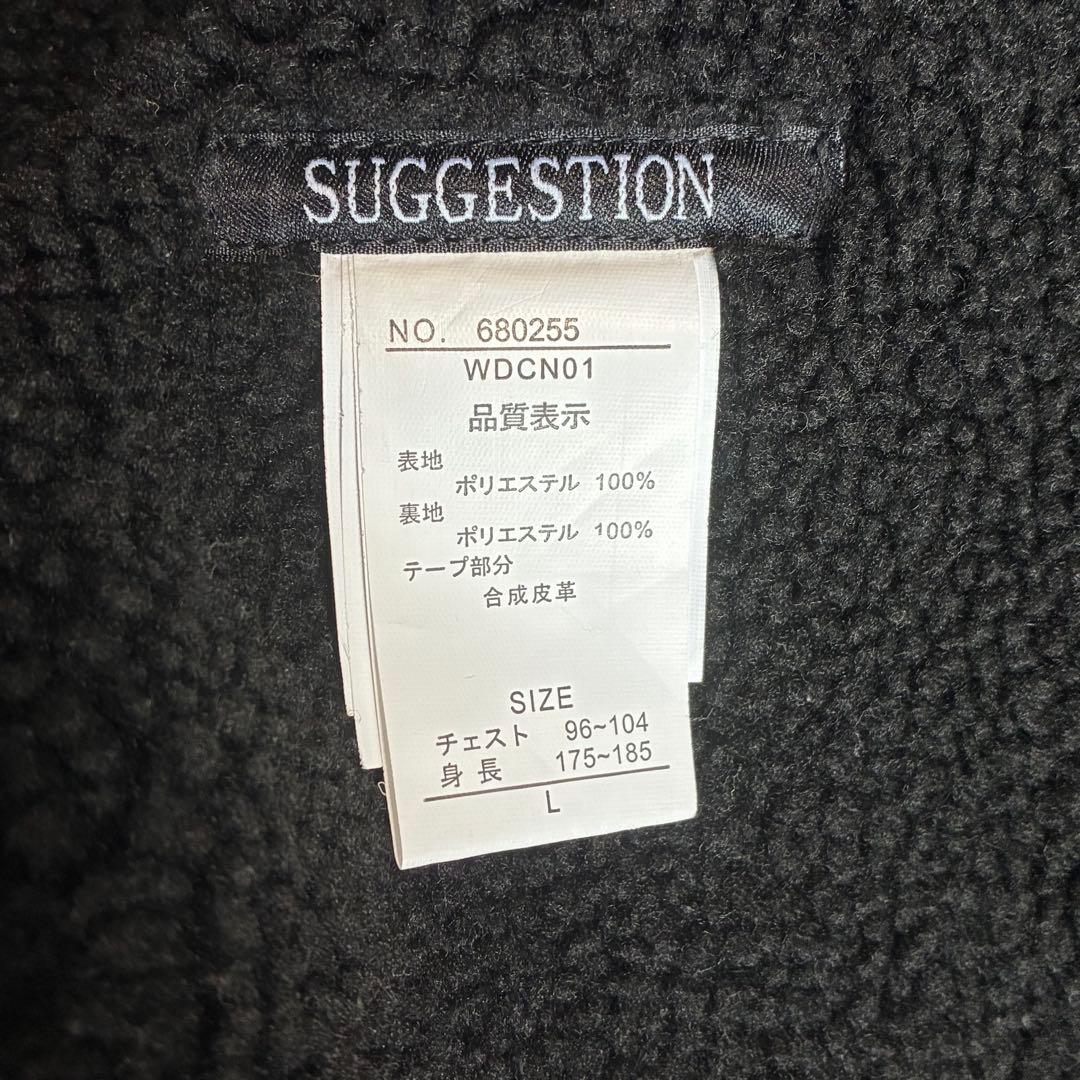 SUGGESTION
NO. 680255
WDCN01
品質表示
表地
ポリエステル 100%
裏地
ポリエステル 100%
テープ部分
合成皮革
SIZE
チェスト 96~104
身長 175~185
L